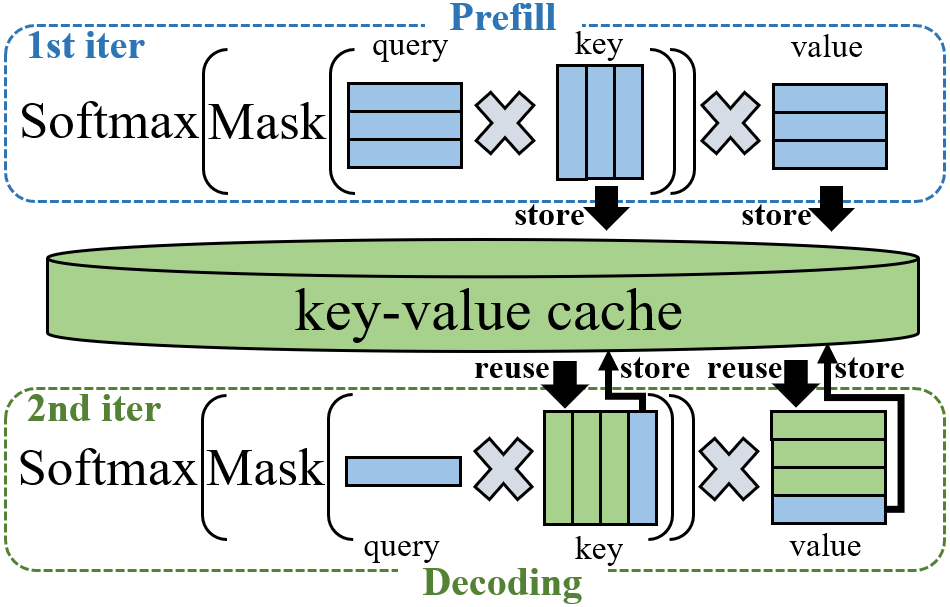 Prefill
1st iter
query
key
value
Softmax(Mask(
))
store
store
key-value cache
reuse
store
reuse
store
2nd iter
Softmax(Mask(
))
query
key
value
Decoding